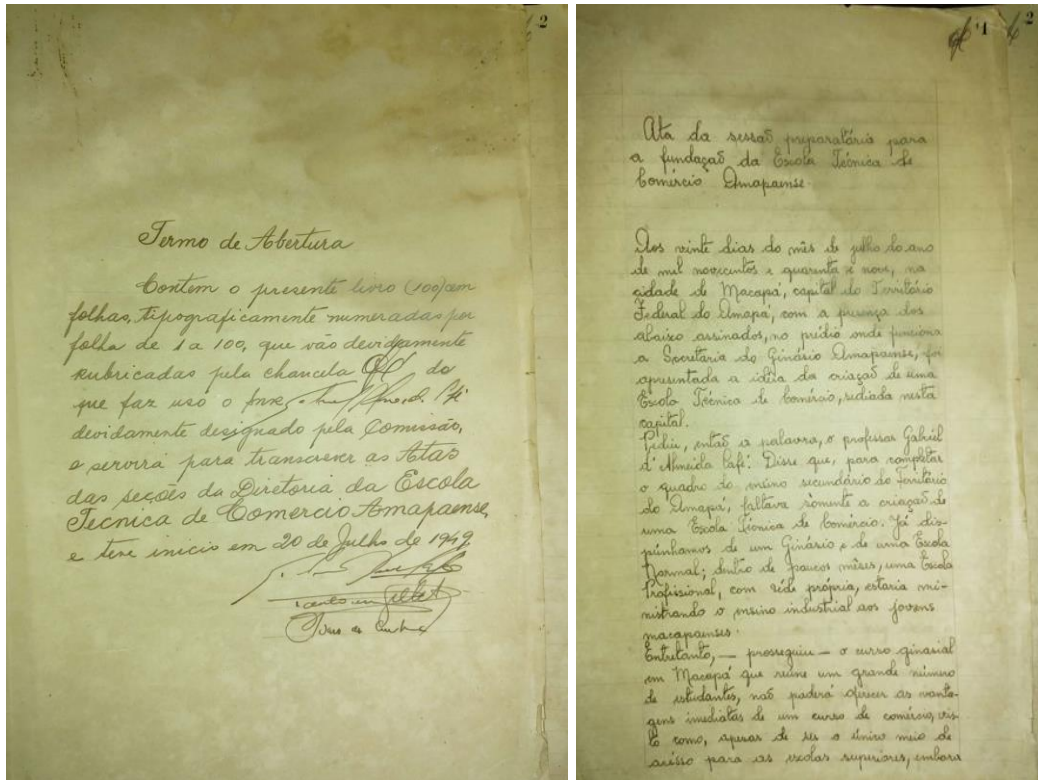 2
Termo de Abertura
Contem o presente livro (100) cem
folhas, tipograficamente numeradas por
folha de 1 a 100, que vão devidamente
rubricadas pela chancela do
que faz uso o
devidamente designado pela Comissão,
e servirá para transcrever as Atas
das seções da Diretoria da Escola
Tecnica de Comercio Amapaense,
e teve inicio em 20 de Julho de 1949
1 2
Ata da sessaõ preparatória para
a fundaçaõ da Escola Técnica de
Comércio Amapaense.
Aos vinte dias do mês de julho do ano
de mil novecentos e quarenta e nove, na
cidade de Macapá, capital do Território
Federal do Amapá, com a presença dos
abaixo assinados, no prédio onde funciona
a Secretaria do Ginásio Amapaense, foi
apresentada a idéia da criaçaõ de uma
Escola Técnica de Comércio, sediada nesta
capital.
Pediu, então a palavra, o professor Gabriel
d'Almeida Café: Disse que, para completar
o quadro do ensino secundário do Território
do Amapá, faltava sòmente a criaçaõ de
uma Escola Técnica de Comércio. Já dis-
púnhamos de um Ginásio e de uma Escola
Normal; dentro de poucos mêses, uma Escola
Profissional, com séde própria, estaria mi-
nistrando o ensino industrial aos jovens
macapaenses.
Entretanto, — prosseguiu — o curso ginasial
em Macapá que reúne um grande número
de estudantes, naõ poderá oferecer as vanta-
gens imediatas de um curso de comércio, vis-
to como, apesar de ser o único meio de
acésso para as escolas superiores, embora